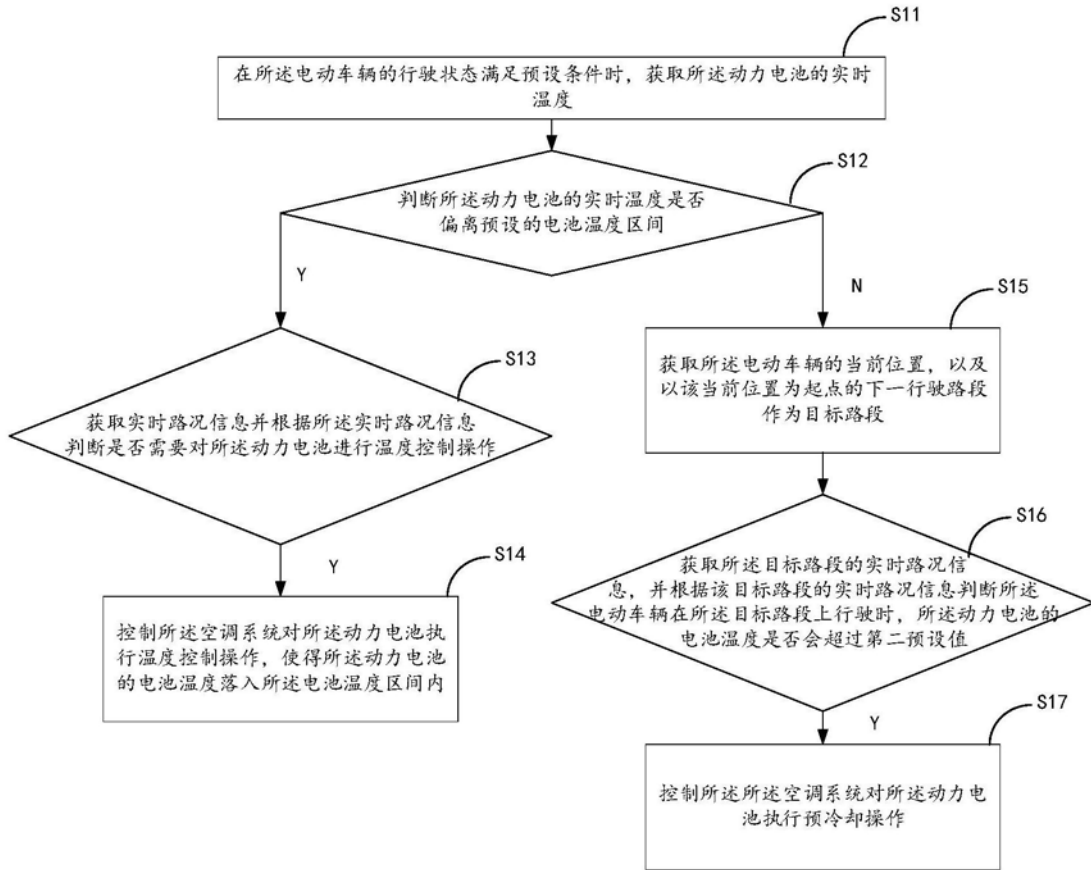 S11
在所述电动车辆的行驶状态满足预设条件时，获取所述动力电池的实时
温度
S12
判断所述动力电池的实时温度是否
偏离预设的电池温度区间
Y
N
S13
获取实时路况信息并根据所述实时路况信息
判断是否需要对所述动力电池进行温度控制操作
Y
S14
控制所述空调系统对所述动力电池执
行温度控制操作，使得所述动力电池
的电池温度落入所述电池温度区间内
S15
获取所述电动车辆的当前位置，以及
以该当前位置为起点的下一行驶路段
作为目标路段
S16
获取所述目标路段的实时路况信
息，并根据该目标路段的实时路况信息判断所述
电动车辆在所述目标路段上行驶时，所述动力电池的
电池温度是否会超过第二预设值
Y
S17
控制所述所述空调系统对所述动力电
池执行预冷却操作